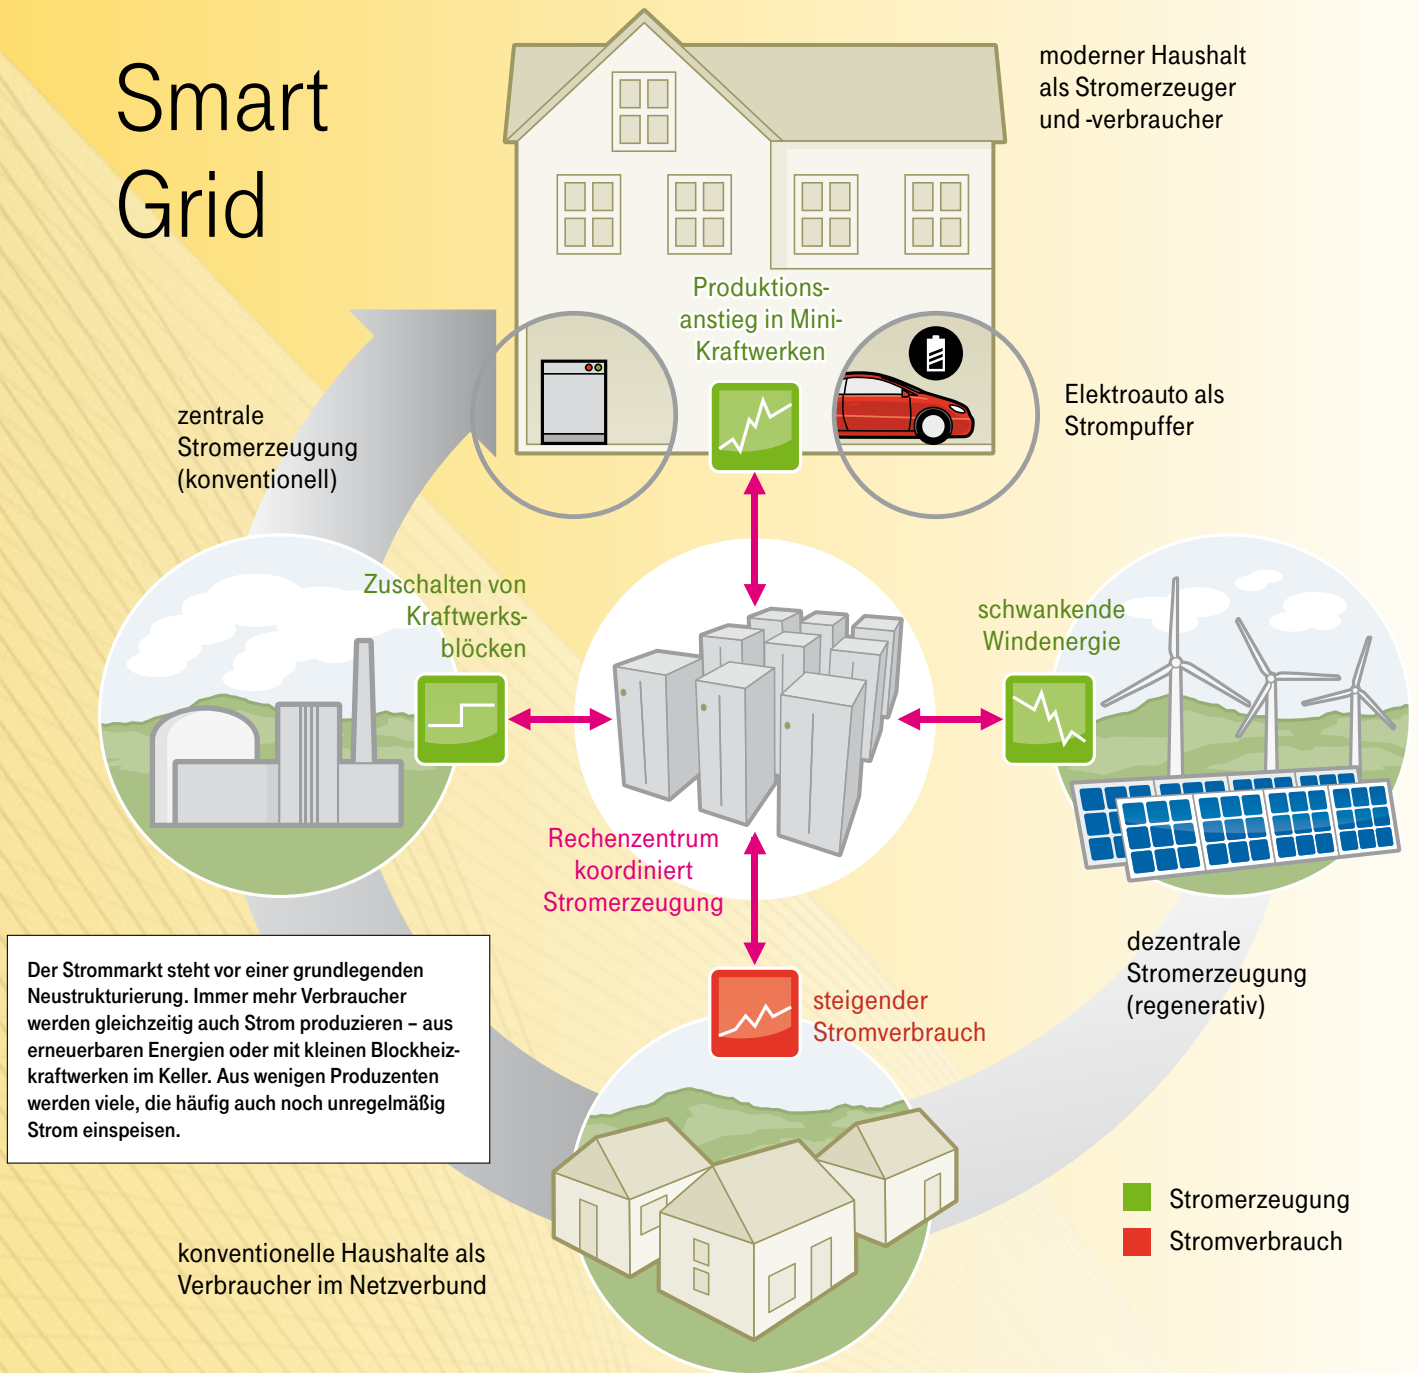 Smart
Grid
moderner Haushalt
als Stromerzeuger
und -verbraucher
Produktions-
anstieg in Mini-
Kraftwerken
Elektroauto als
Strompuffer
zentrale
Stromerzeugung
(konventionell)
Zuschalten von
Kraftwerks-
blöcken
schwankende
Windenergie
Rechenzentrum
koordiniert
Stromerzeugung
dezentrale
Stromerzeugung
(regenerativ)
Der Strommarkt steht vor einer grundlegenden
Neustrukturierung. Immer mehr Verbraucher
werden gleichzeitig auch Strom produzieren – aus
erneuerbaren Energien oder mit kleinen Blockheiz-
kraftwerken im Keller. Aus wenigen Produzenten
werden viele, die häufig auch noch unregelmäßig
Strom einspeisen.
steigender
Stromverbrauch
konventionelle Haushalte als
Verbraucher im Netzverbund
Stromerzeugung
Stromverbrauch